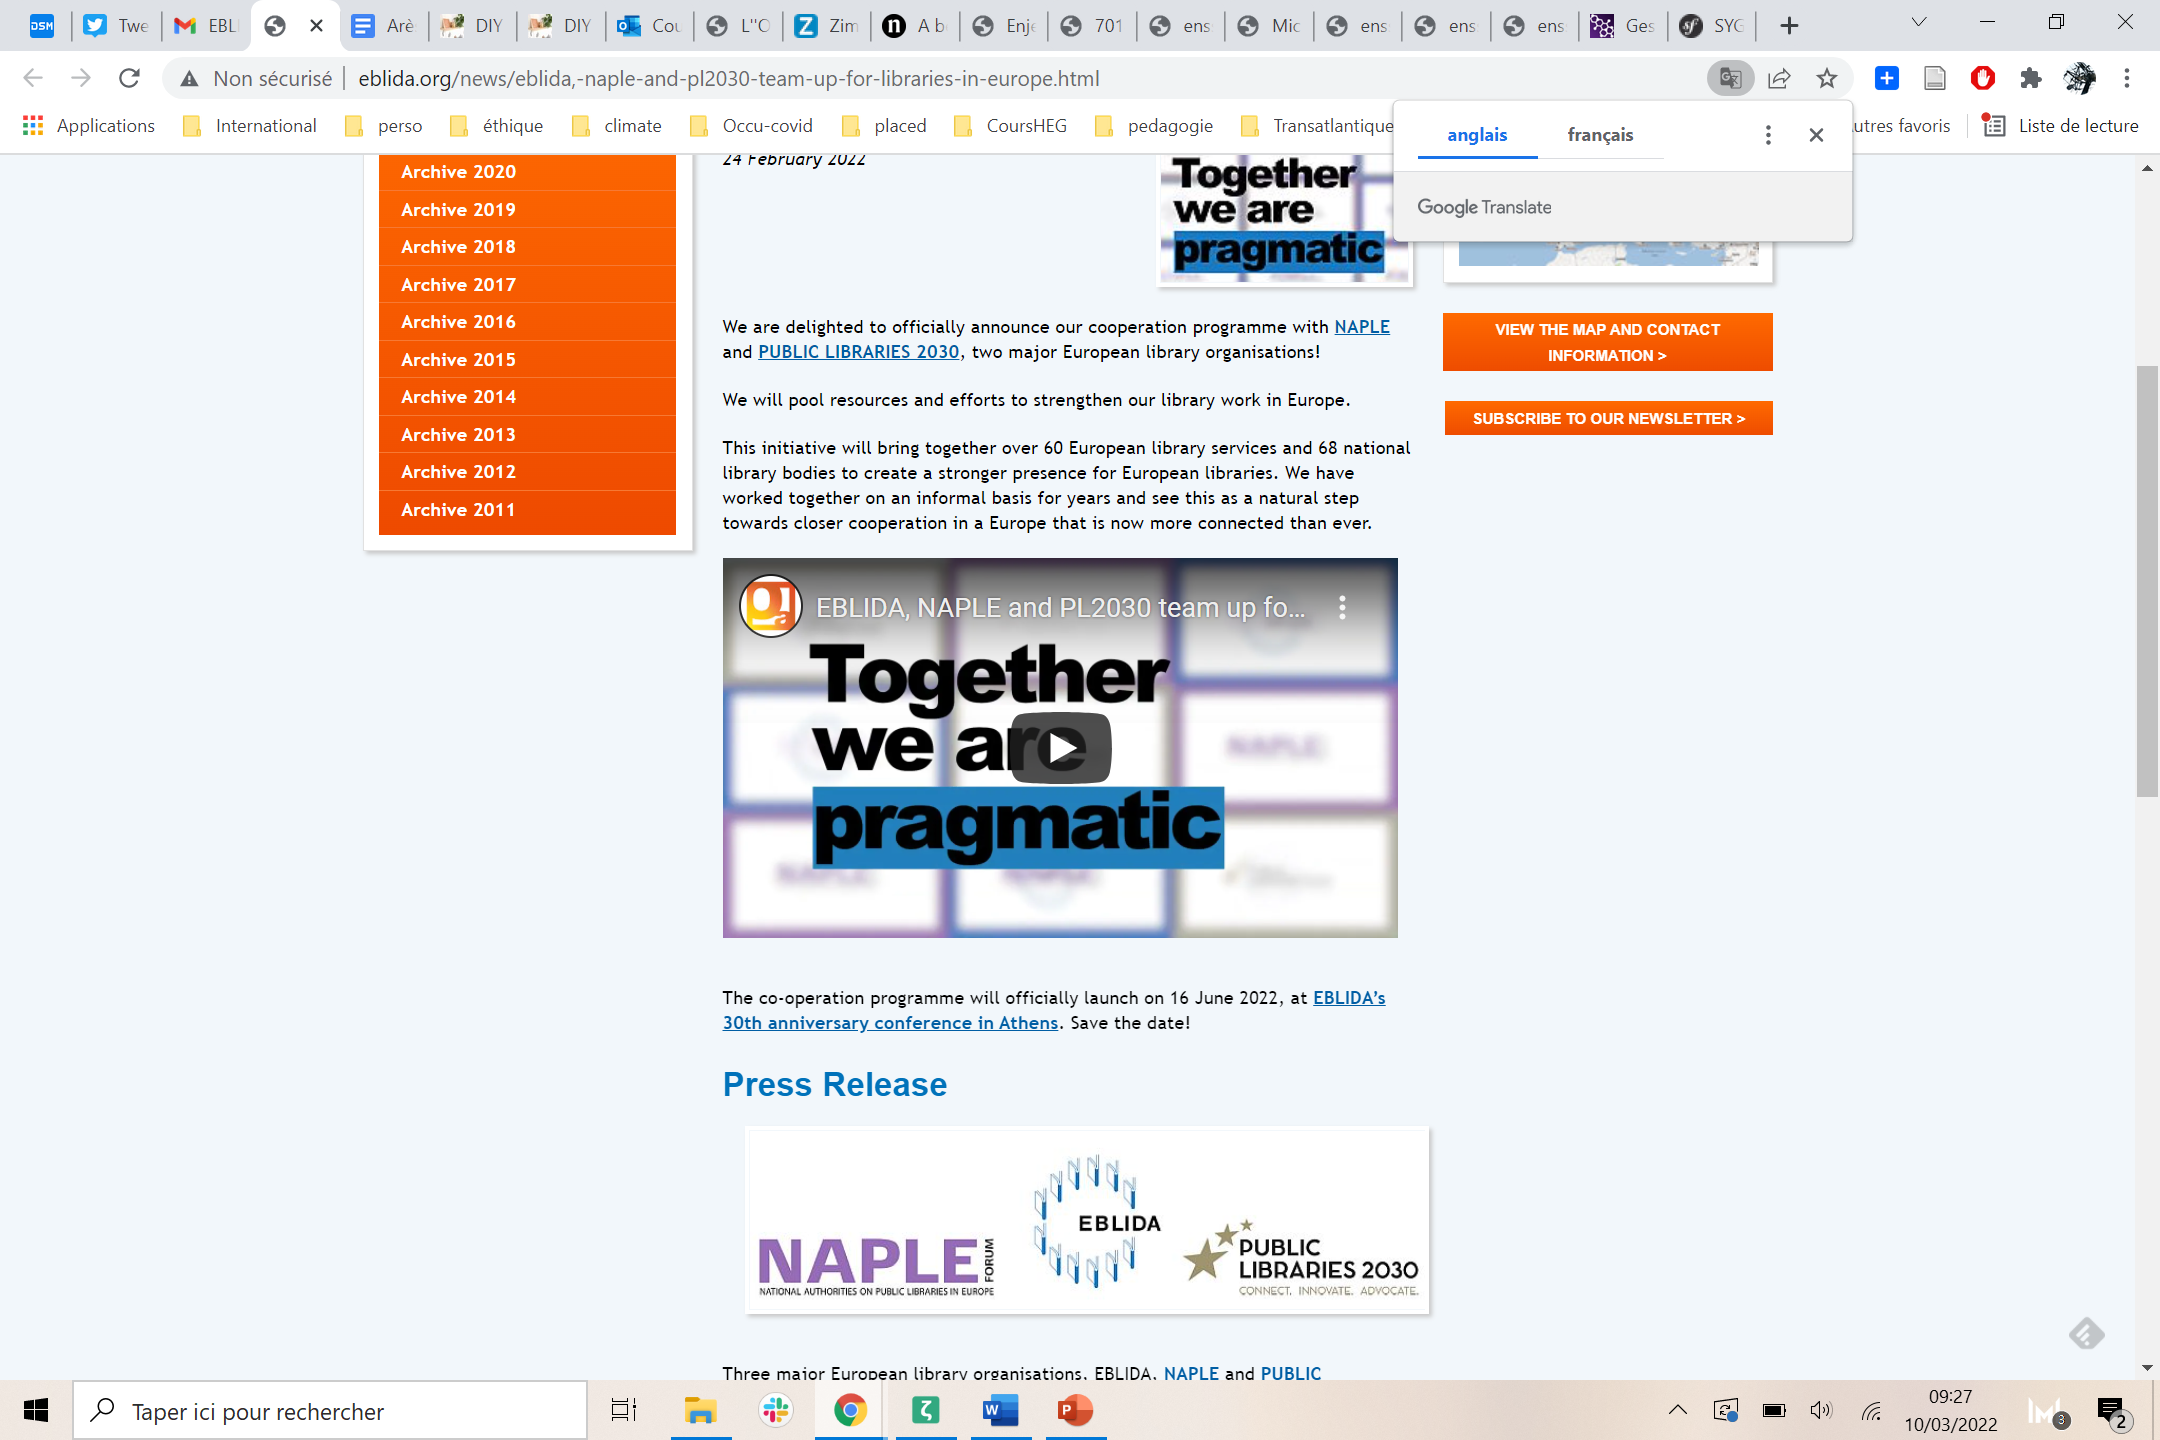 DSM
Twe
EBLI
Arè
DIY
DIY
Cou
L''O
Zim
A b
Enje
701
ens
Mic
ens
ens
ens
Ges
SYG
Non sécurisé
eblida.org/news/eblida,-naple-and-pl2030-team-up-for-libraries-in-europe.html
Applications
International
perso
éthique
climate
Occu-covid
placed
CoursHEG
pedagogie
Transatlantique
utres favoris
Liste de lecture
anglais
français
Google Translate
Archive 2020
Archive 2019
Archive 2018
Archive 2017
Archive 2016
Archive 2015
Archive 2014
Archive 2013
Archive 2012
Archive 2011
24 February 2022
Together
we are
pragmatic
We are delighted to officially announce our cooperation programme with NAPLE
and PUBLIC LIBRARIES 2030, two major European library organisations!
We will pool resources and efforts to strengthen our library work in Europe.
This initiative will bring together over 60 European library services and 68 national
library bodies to create a stronger presence for European libraries. We have
worked together on an informal basis for years and see this as a natural step
towards closer cooperation in a Europe that is now more connected than ever.
VIEW THE MAP AND CONTACT
INFORMATION >
SUBSCRIBE TO OUR NEWSLETTER >
EBLIDA, NAPLE and PL2030 team up fo...
Together
we are
pragmatic
NAPLE
NAPLE
NAPLE
The co-operation programme will officially launch on 16 June 2022, at EBLIDA’s
30th anniversary conference in Athens. Save the date!
Press Release
NAPLE FORUM
NATIONAL AUTHORITIES ON PUBLIC LIBRARIES IN EUROPE
EBLIDA
PUBLIC
LIBRARIES 2030
CONNECT. INNOVATE. ADVOCATE.
Three major European library organisations, EBLIDA, NAPLE and PUBLIC
Taper ici pour rechercher
09:27
10/03/2022
3
2